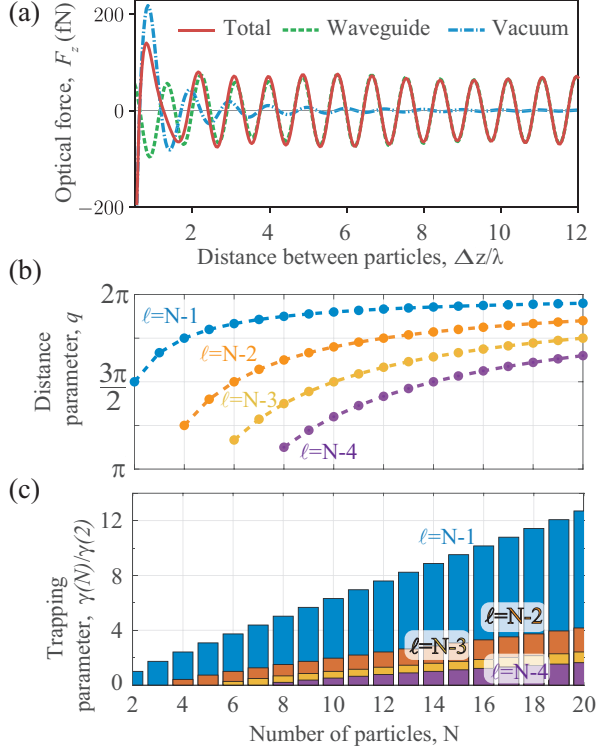 (a)
Optical force, F_z (fN)
200
0
−200
Total
Waveguide
Vacuum
2 4 6 8 10 12
Distance between particles, Δz/λ
(b)
Distance
parameter, q
2π
3π/2
π
ℓ=N-1
ℓ=N-2
ℓ=N-3
ℓ=N-4
(c)
Trapping
parameter, γ(N)/γ(2)
12
8
4
0
ℓ=N-1
ℓ=N-2
ℓ=N-3
ℓ=N-4
2 4 6 8 10 12 14 16 18 20
Number of particles, N